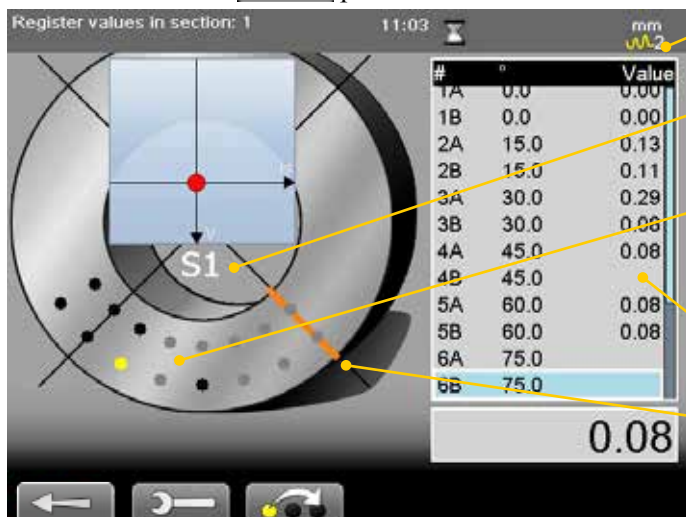 Register values in section: 1 11:03 mm
2
# ° Value
1A 0.0 0.00
1B 0.0 0.00
2A 15.0 0.13
2B 15.0 0.11
3A 30.0 0.29
3B 30.0 0.08
4A 45.0 0.08
4B 45.0
5A 60.0 0.08
5B 60.0 0.08
6A 75.0
6B 75.0
S1
0.08